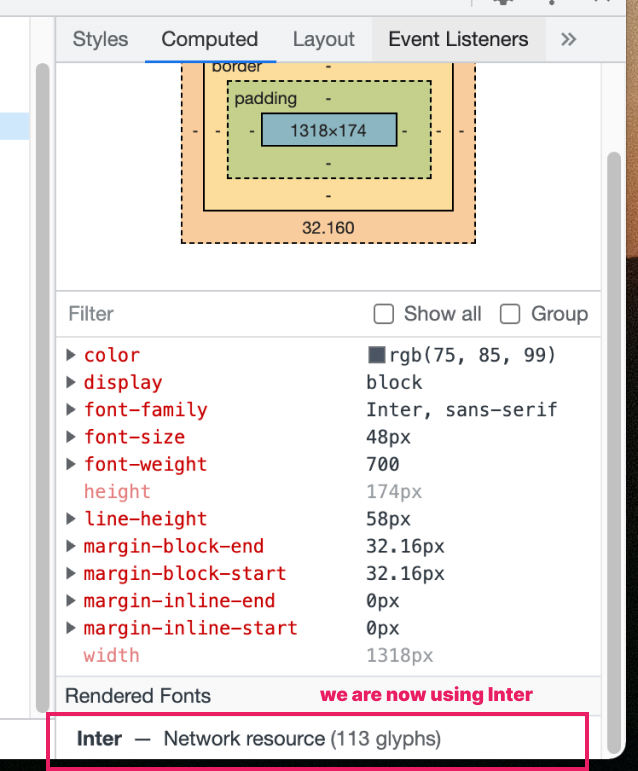 Styles Computed Layout Event Listeners »
border -
padding -
- - - 1318×174 - - -
-
-
32.160
Filter Show all Group
color rgb(75, 85, 99)
display block
font-family Inter, sans-serif
font-size 48px
font-weight 700
height 174px
line-height 58px
margin-block-end 32.16px
margin-block-start 32.16px
margin-inline-end 0px
margin-inline-start 0px
width 1318px
Rendered Fonts we are now using Inter
Inter — Network resource (113 glyphs)